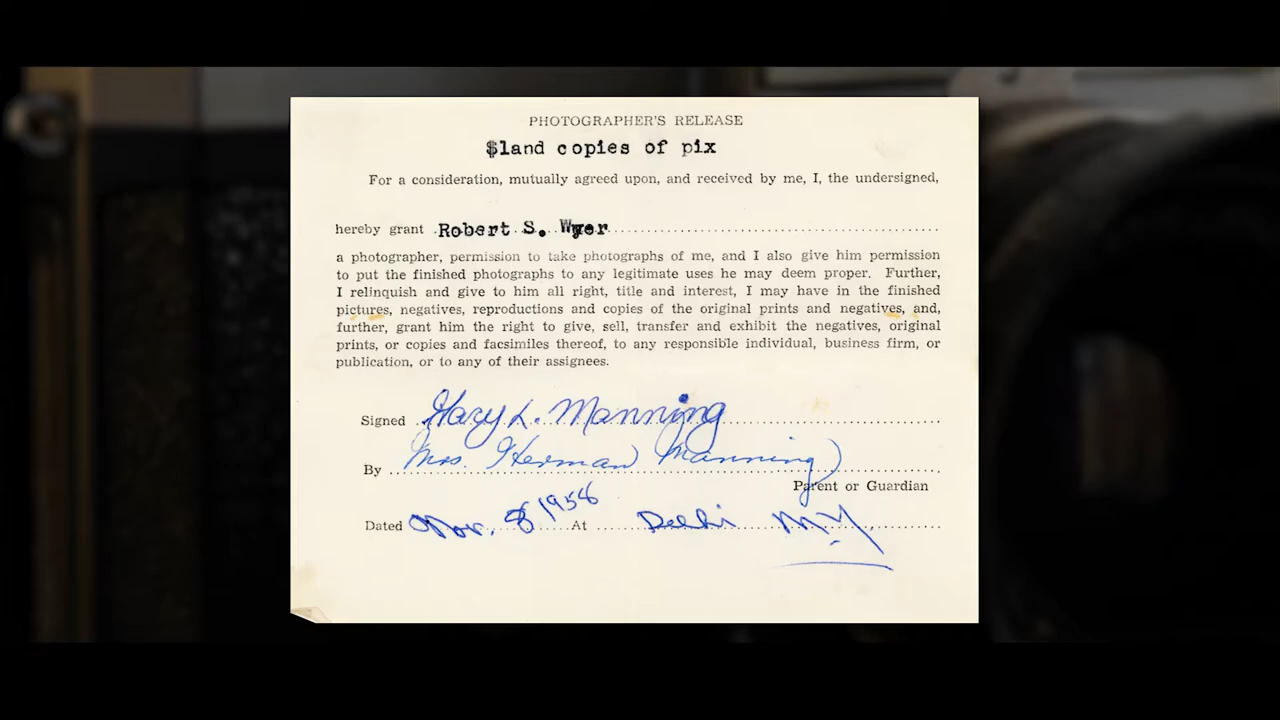 PHOTOGRAPHER'S RELEASE
$1and copies of pix
For a consideration, mutually agreed upon, and received by me, I, the undersigned,
hereby grant Robert S. Wyer
a photographer, permission to take photographs of me, and I also give him permission
to put the finished photographs to any legitimate uses he may deem proper. Further,
I relinquish and give to him all right, title and interest, I may have in the finished
pictures, negatives, reproductions and copies of the original prints and negatives, and,
further, grant him the right to give, sell, transfer and exhibit the negatives, original
prints, or copies and facsimiles thereof, to any responsible individual, business firm, or
publication, or to any of their assignees.
Signed Gary L. Manning
By Mrs. Herman Manning
Parent or Guardian
Dated Nov. 8 1958 At Delhi N.Y.